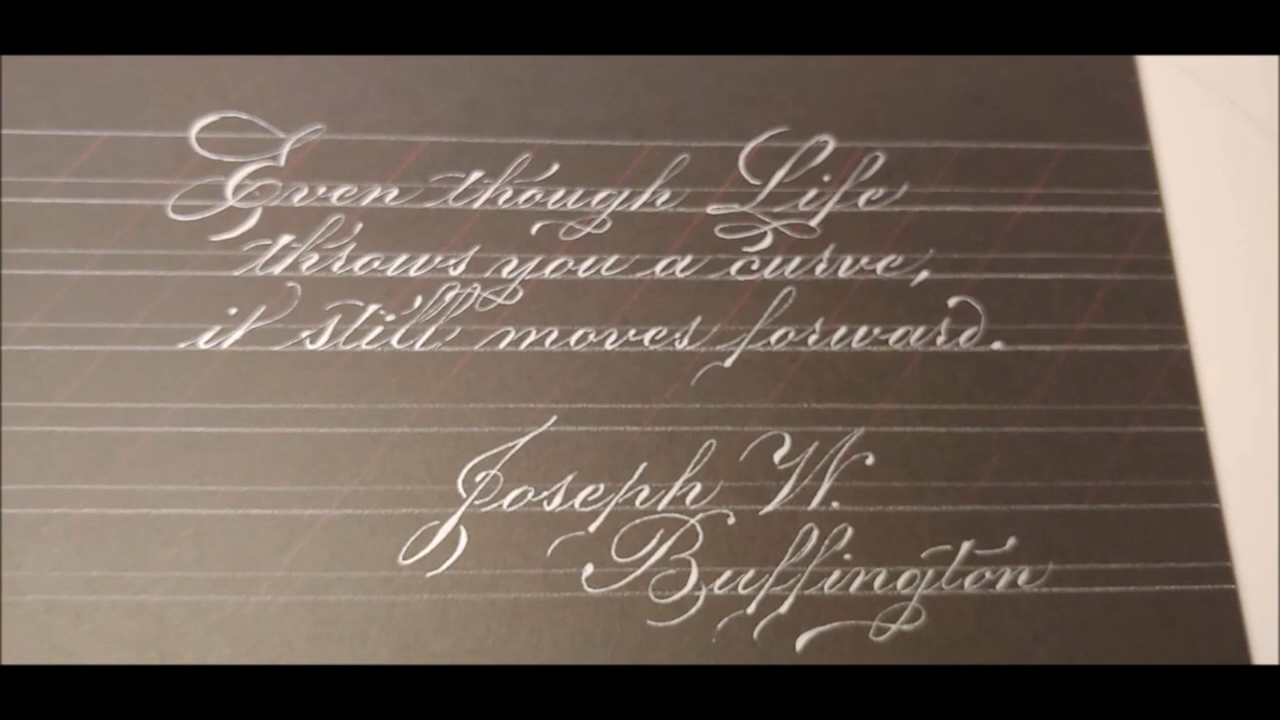 Even though Life
throws you a curve,
it still moves forward.
Joseph W.
Buffington